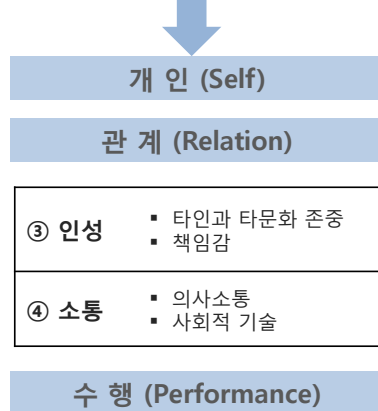 개 인 (Self)
관 계 (Relation)
③ 인성
▪ 타인과 타문화 존중
▪ 책임감
④ 소통
▪ 의사소통
▪ 사회적 기술
수 행 (Performance)